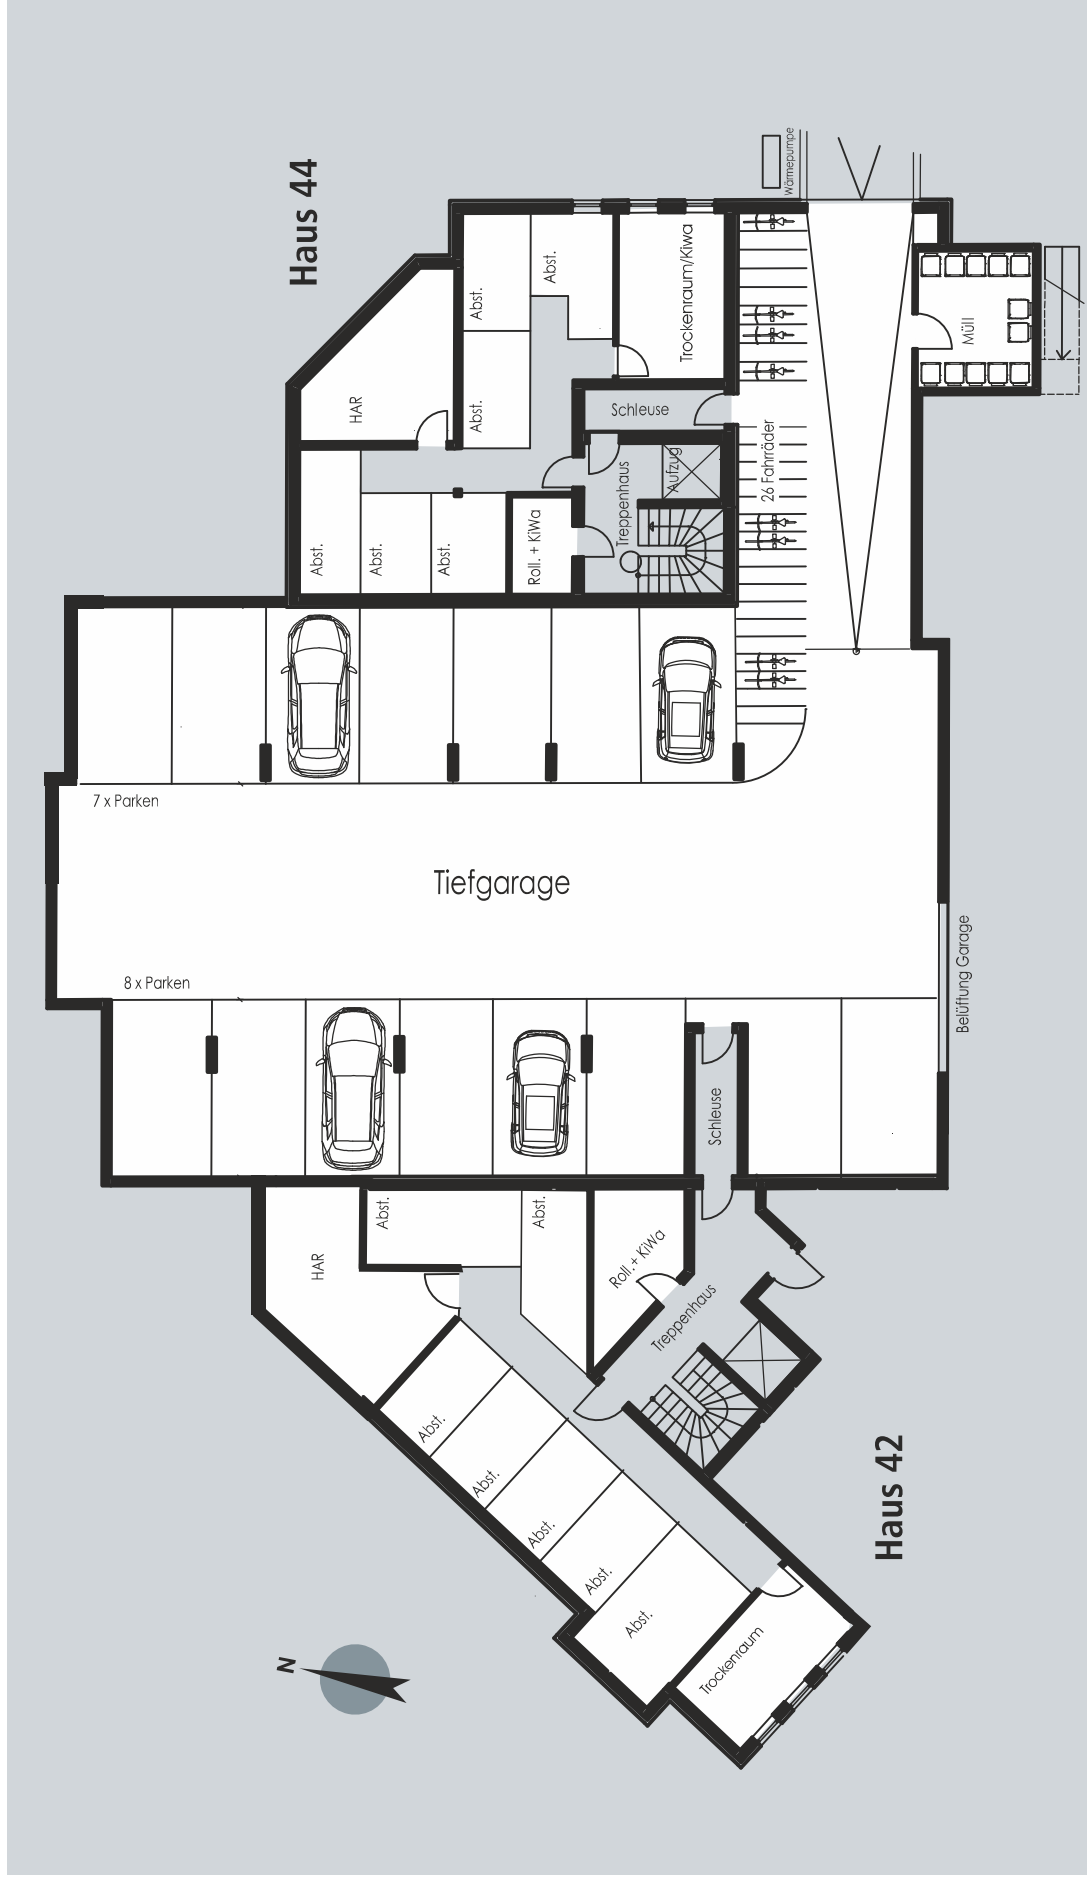 Haus 44
Wärmepumpe
Abst.
Abst.
Trockenraum/Kiwa
Müll
HAR
Abst.
Schleuse
26 Fahrräder
Aufzug
Treppenhaus
Abst.
Abst.
Abst.
Roll. + KiWa
7 x Parken
Tiefgarage
8 x Parken
Belüftung Garage
Schleuse
Abst.
Abst.
HAR
Roll. + KiWa
Treppenhaus
Abst.
Abst.
Abst.
Abst.
Abst.
Haus 42
Trockenraum
N